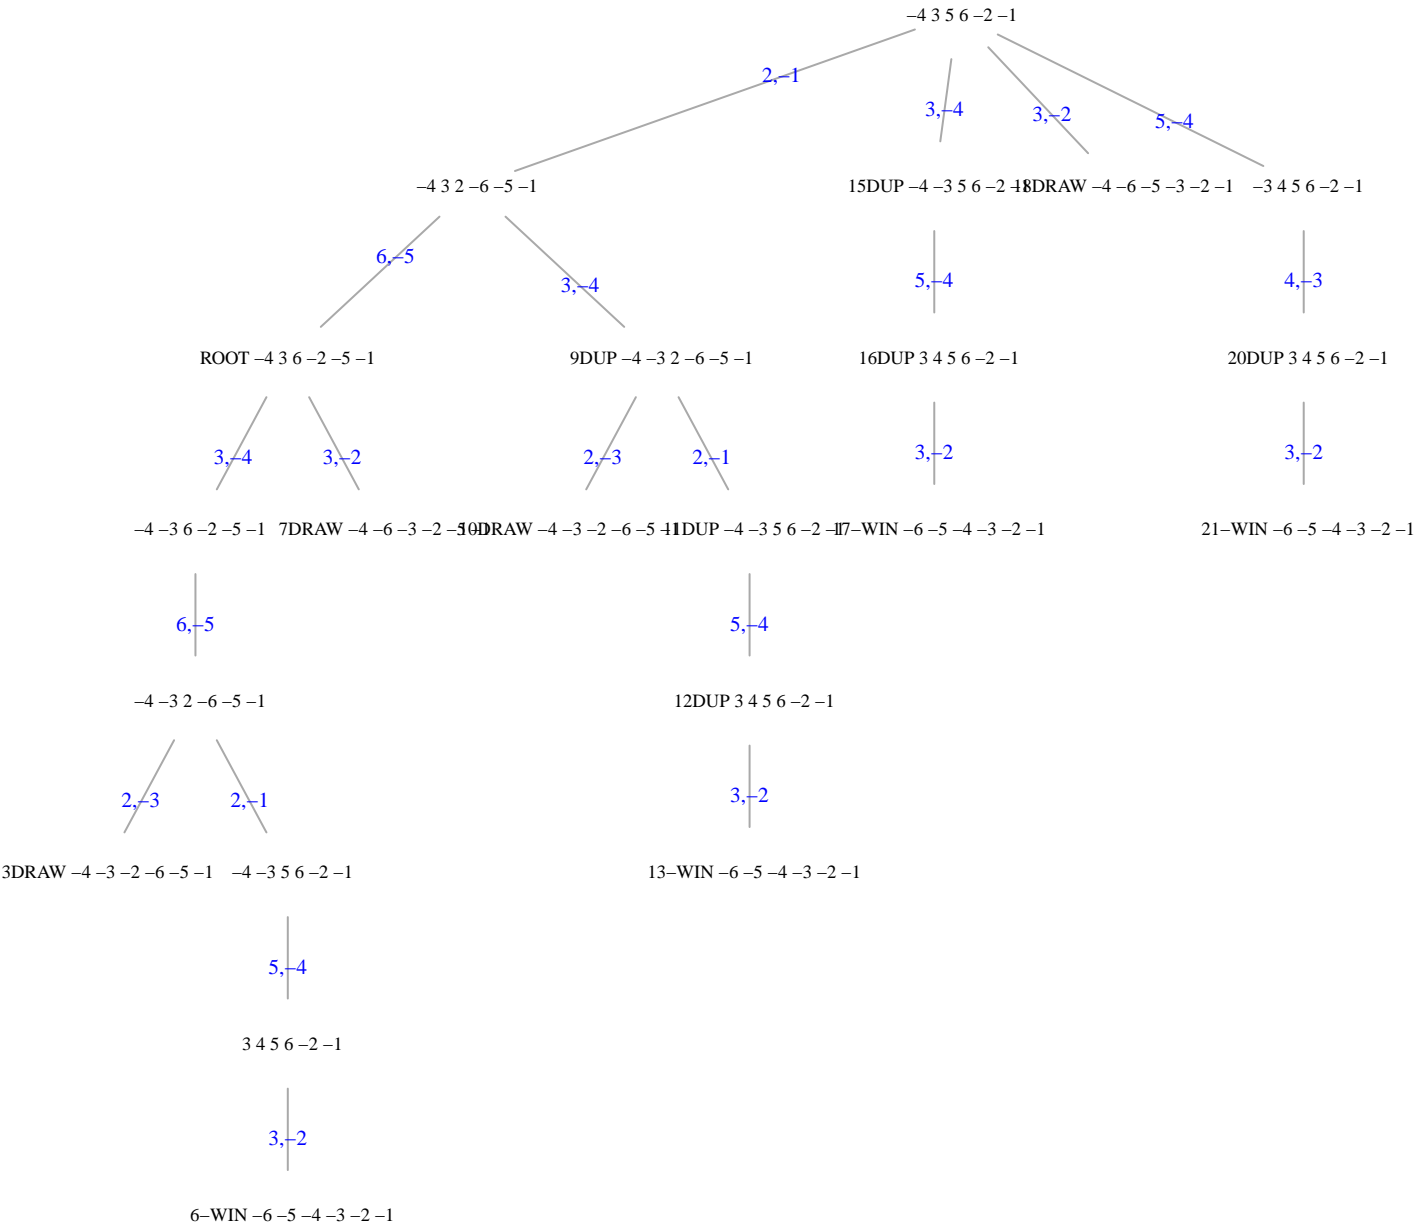 –4 3 5 6 –2 –1
2,–1
3,–4
3,–2
5,–4
–4 3 2 –6 –5 –1
15DUP –4 –3 5 6 –2 –1
18DRAW –4 –6 –5 –3 –2 –1
–3 4 5 6 –2 –1
6,–5
3,–4
5,–4
4,–3
ROOT –4 3 6 –2 –5 –1
9DUP –4 –3 2 –6 –5 –1
16DUP 3 4 5 6 –2 –1
20DUP 3 4 5 6 –2 –1
3,–4
3,–2
2,–3
2,–1
3,–2
3,–2
–4 –3 6 –2 –5 –1
7DRAW –4 –6 –3 –2 –5 –1
10DRAW –4 –3 –2 –6 –5 –1
11DUP –4 –3 5 6 –2 –1
17–WIN –6 –5 –4 –3 –2 –1
21–WIN –6 –5 –4 –3 –2 –1
6,–5
5,–4
–4 –3 2 –6 –5 –1
12DUP 3 4 5 6 –2 –1
2,–3
2,–1
3,–2
3DRAW –4 –3 –2 –6 –5 –1
–4 –3 5 6 –2 –1
13–WIN –6 –5 –4 –3 –2 –1
5,–4
3 4 5 6 –2 –1
3,–2
6–WIN –6 –5 –4 –3 –2 –1